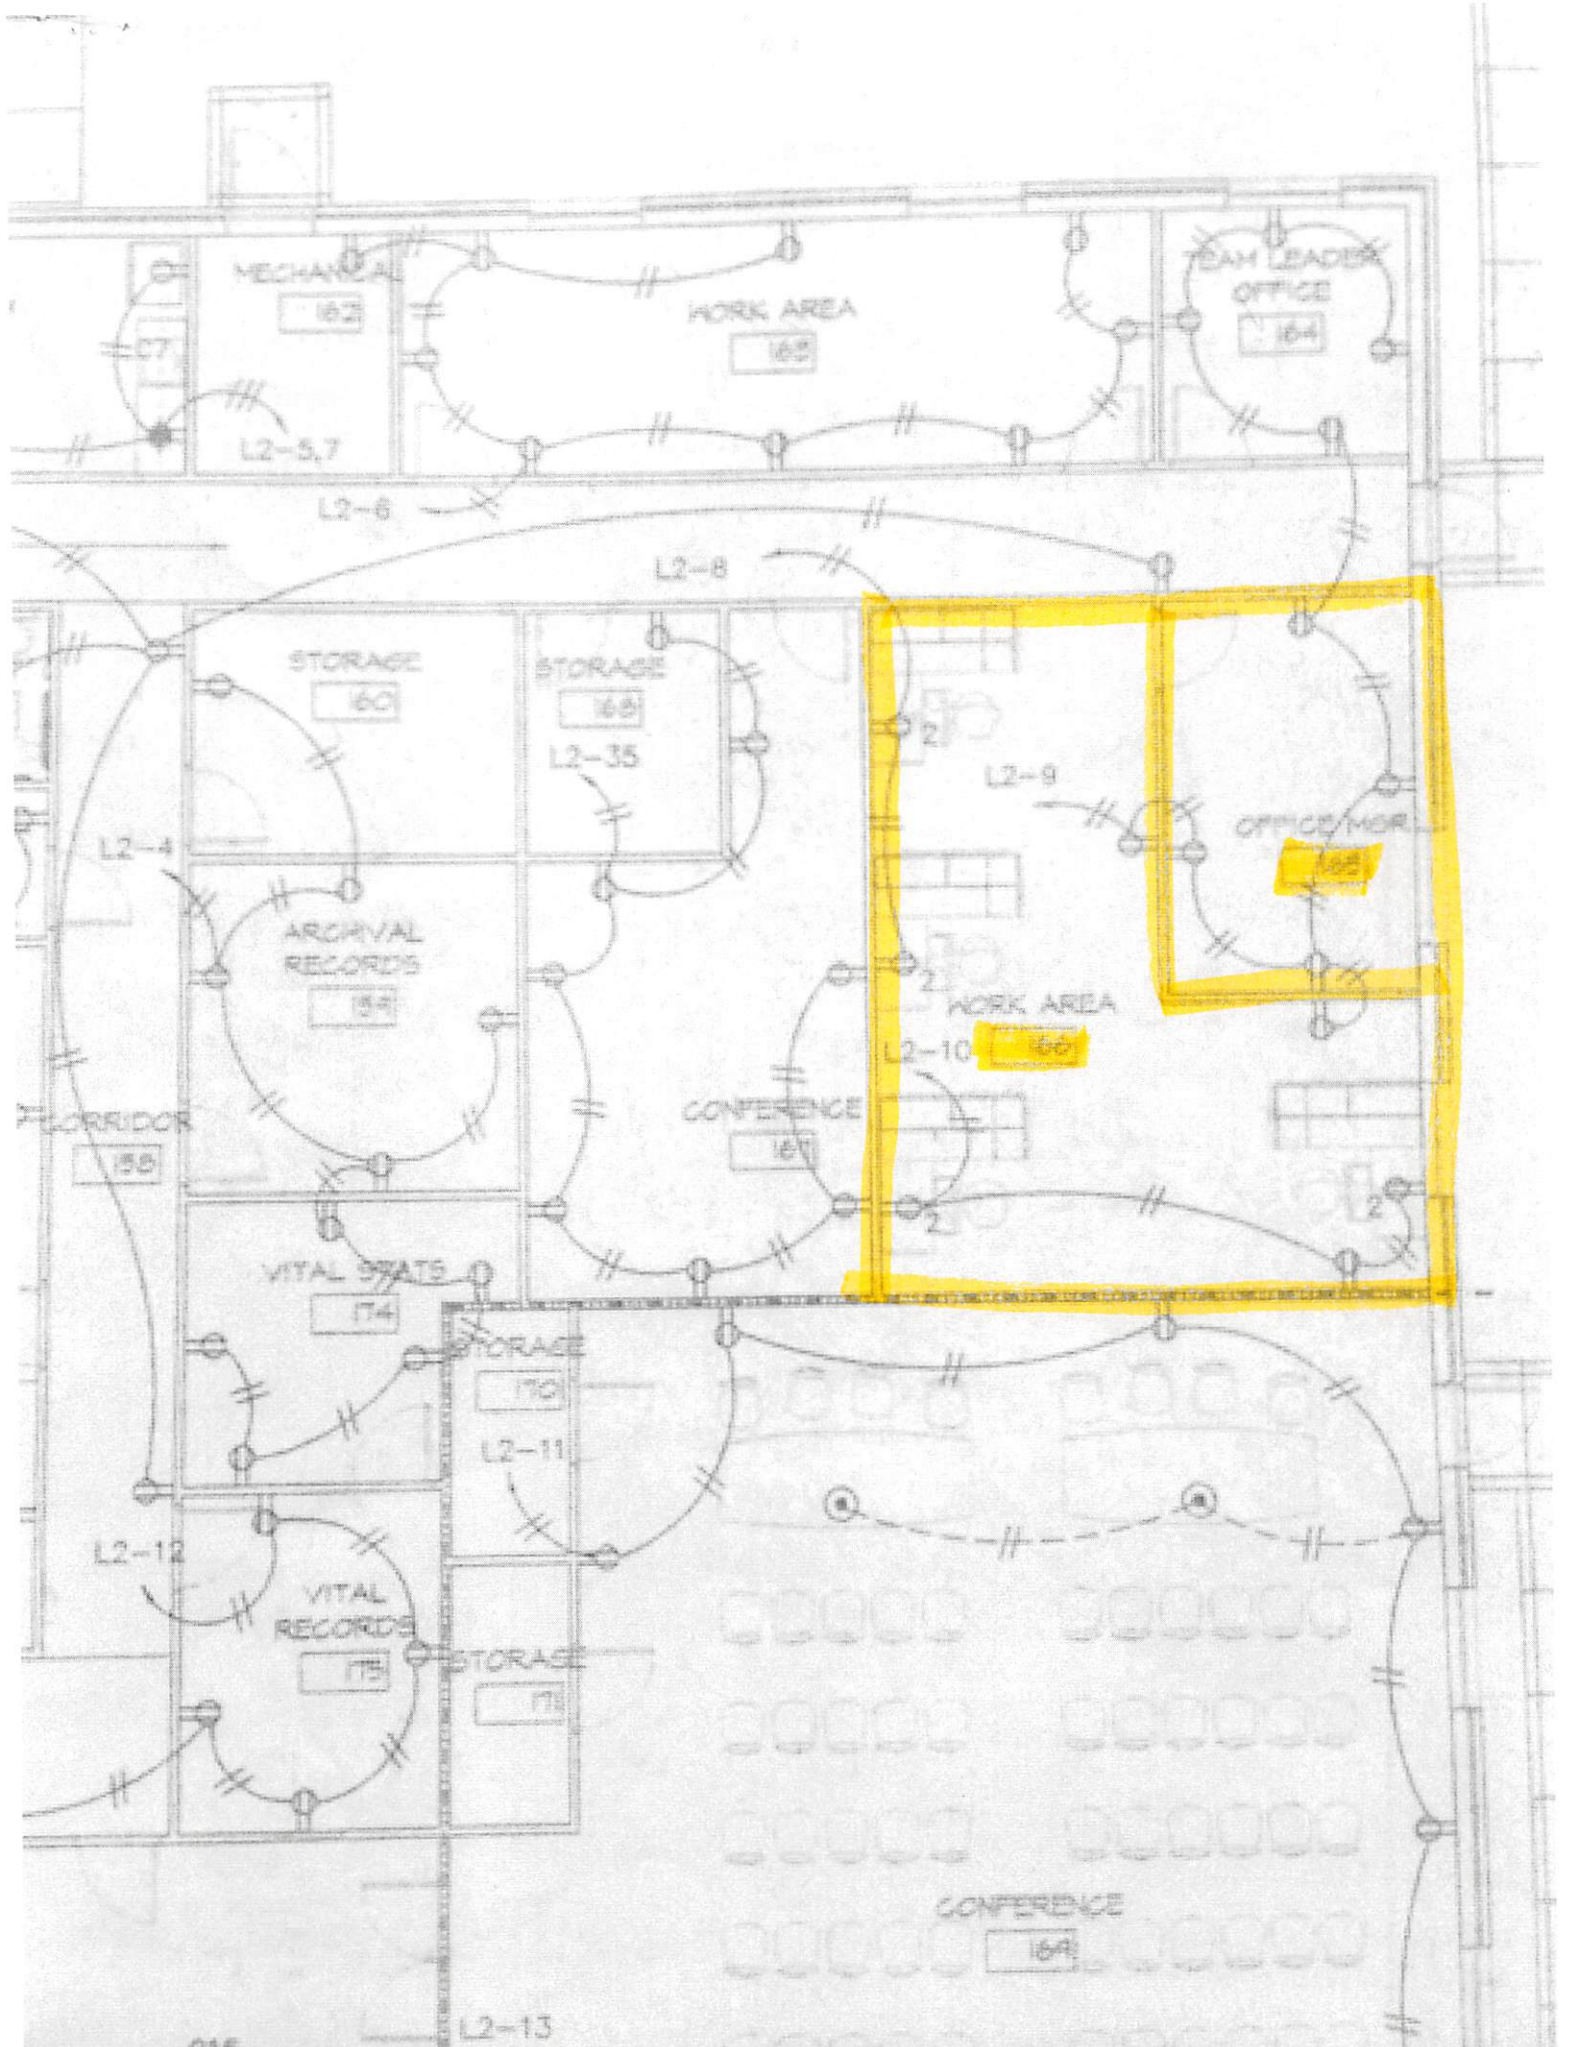 MECHANICAL
162
WORK AREA
163
TEAM LEADER
OFFICE
164
L2-5,7
L2-6
L2-8
STORAGE
160
STORAGE
168
L2-35
2
L2-9
L2-4
OFFICE MGR.
165
ARCHIVAL
RECORDS
159
2
WORK AREA
166
L2-10
CONFERENCE
167
CORRIDOR
158
2
2
VITAL STATS
174
STORAGE
170
L2-11
L2-12
VITAL
RECORDS
173
STORAGE
171
CONFERENCE
169
L2-13